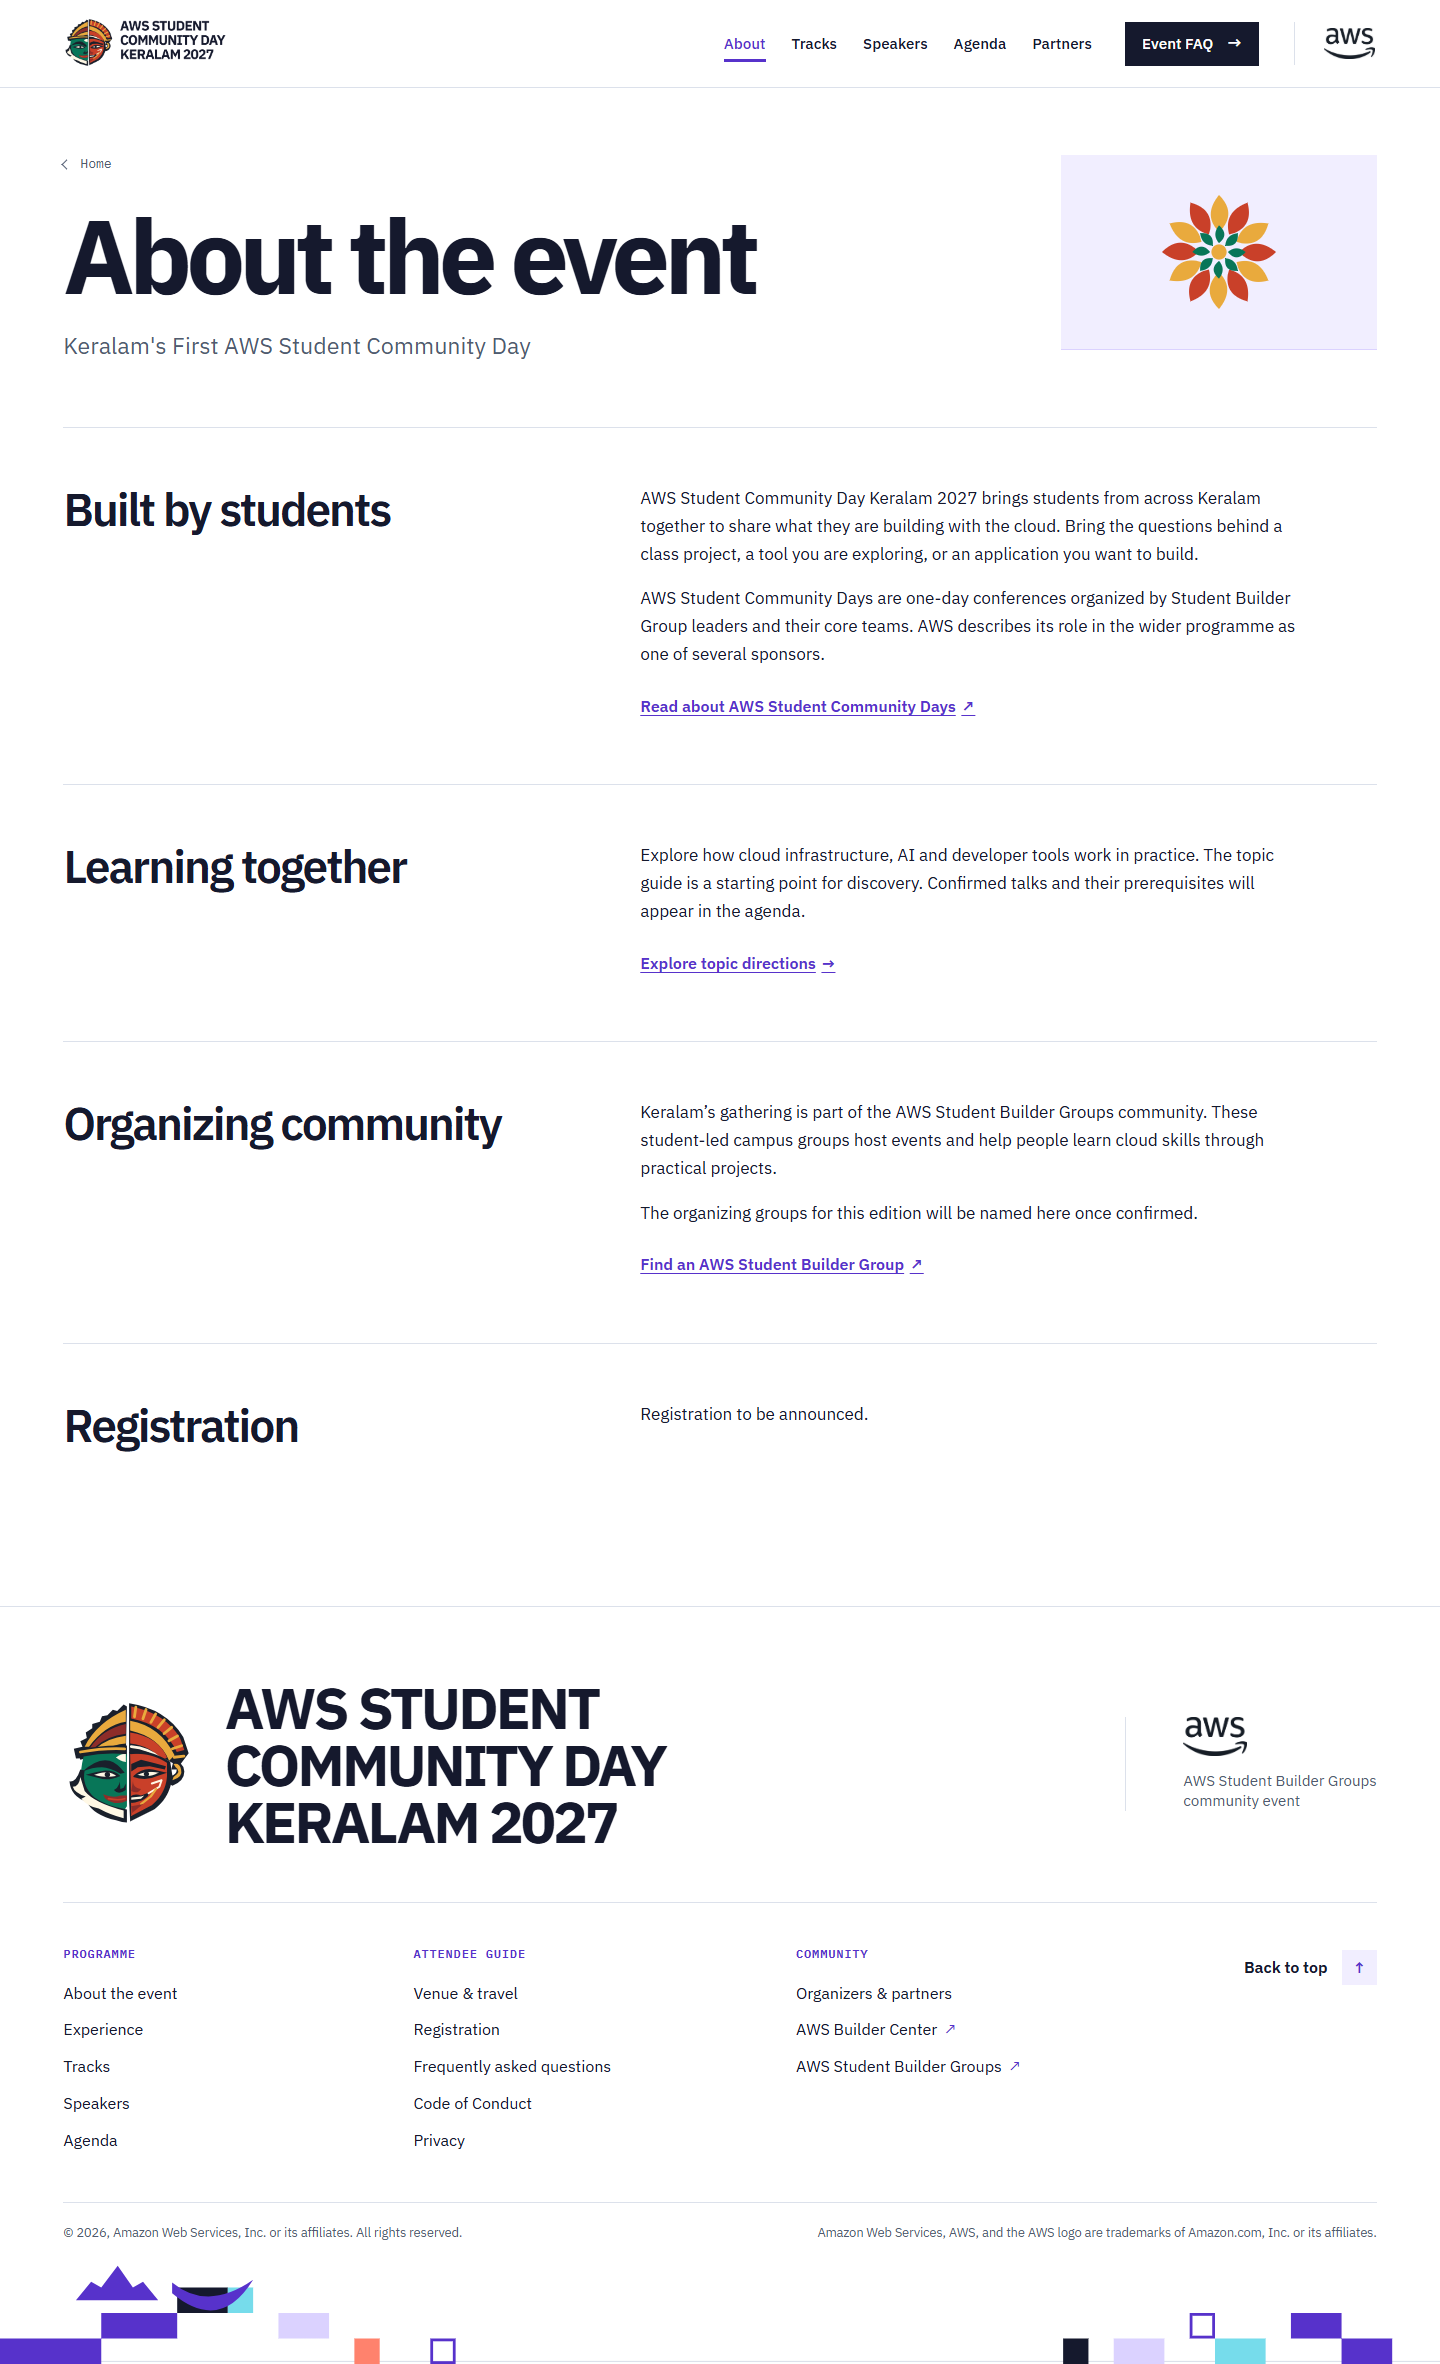 AWS STUDENT
COMMUNITY DAY
KERALAM 2027
About
Tracks
Speakers
Agenda
Partners
Event FAQ →
aws
Home
About the event
Keralam's First AWS Student Community Day
Built by students
AWS Student Community Day Keralam 2027 brings students from across Keralam
together to share what they are building with the cloud. Bring the questions behind a
class project, a tool you are exploring, or an application you want to build.
AWS Student Community Days are one-day conferences organized by Student Builder
Group leaders and their core teams. AWS describes its role in the wider programme as
one of several sponsors.
Read about AWS Student Community Days ↗
Learning together
Explore how cloud infrastructure, AI and developer tools work in practice. The topic
guide is a starting point for discovery. Confirmed talks and their prerequisites will
appear in the agenda.
Explore topic directions →
Organizing community
Keralam’s gathering is part of the AWS Student Builder Groups community. These
student-led campus groups host events and help people learn cloud skills through
practical projects.
The organizing groups for this edition will be named here once confirmed.
Find an AWS Student Builder Group ↗
Registration
Registration to be announced.
AWS STUDENT
COMMUNITY DAY
KERALAM 2027
aws
AWS Student Builder Groups
community event
PROGRAMME
About the event
Experience
Tracks
Speakers
Agenda
ATTENDEE GUIDE
Venue & travel
Registration
Frequently asked questions
Code of Conduct
Privacy
COMMUNITY
Organizers & partners
AWS Builder Center ↗
AWS Student Builder Groups ↗
Back to top ↑
© 2026, Amazon Web Services, Inc. or its affiliates. All rights reserved.
Amazon Web Services, AWS, and the AWS logo are trademarks of Amazon.com, Inc. or its affiliates.